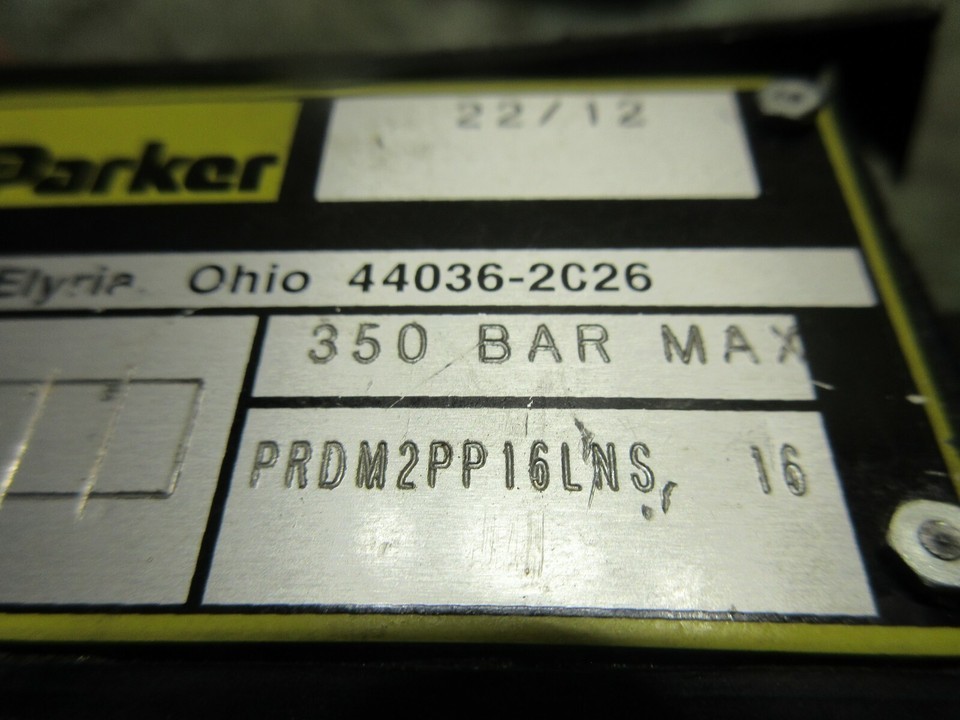 22/12
Parker
Elyria, Ohio 44036-2C26
350 BAR MAX
PRDM2PP16LNS, 16